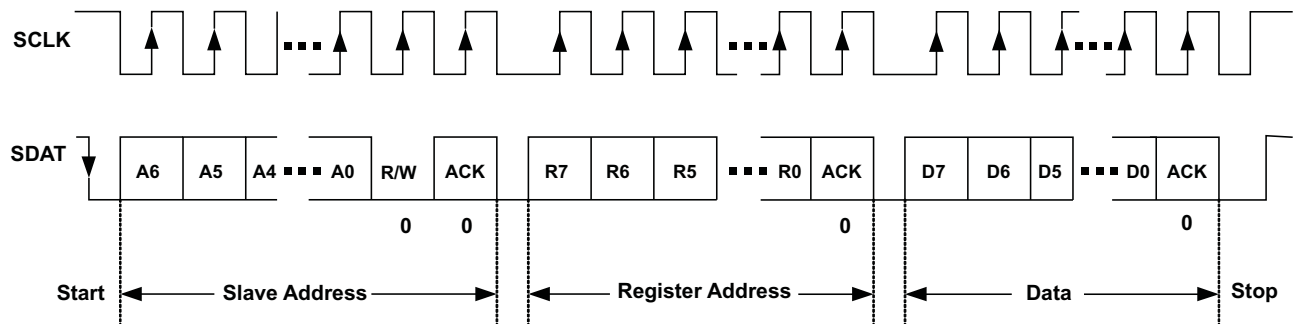 SCLK
SDAT
A6 A5 A4 A0 R/W ACK R7 R6 R5 R0 ACK D7 D6 D5 D0 ACK
0 0 0 0
Start Slave Address Register Address Data Stop